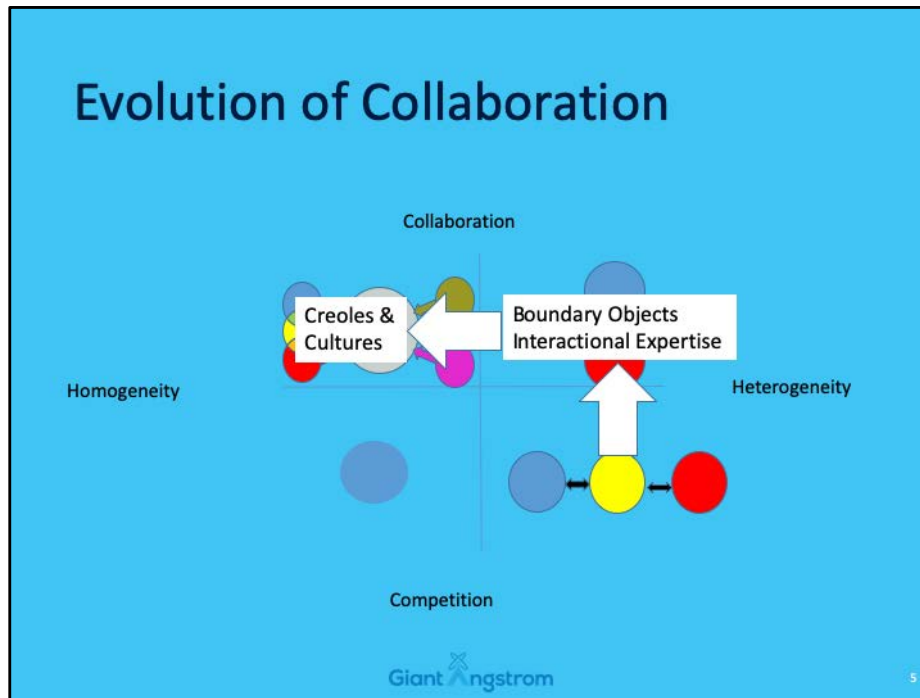 Evolution of Collaboration
Collaboration
Creoles &
Cultures
Boundary Objects
Interactional Expertise
Homogeneity
Heterogeneity
Competition
Giant Angstrom
5